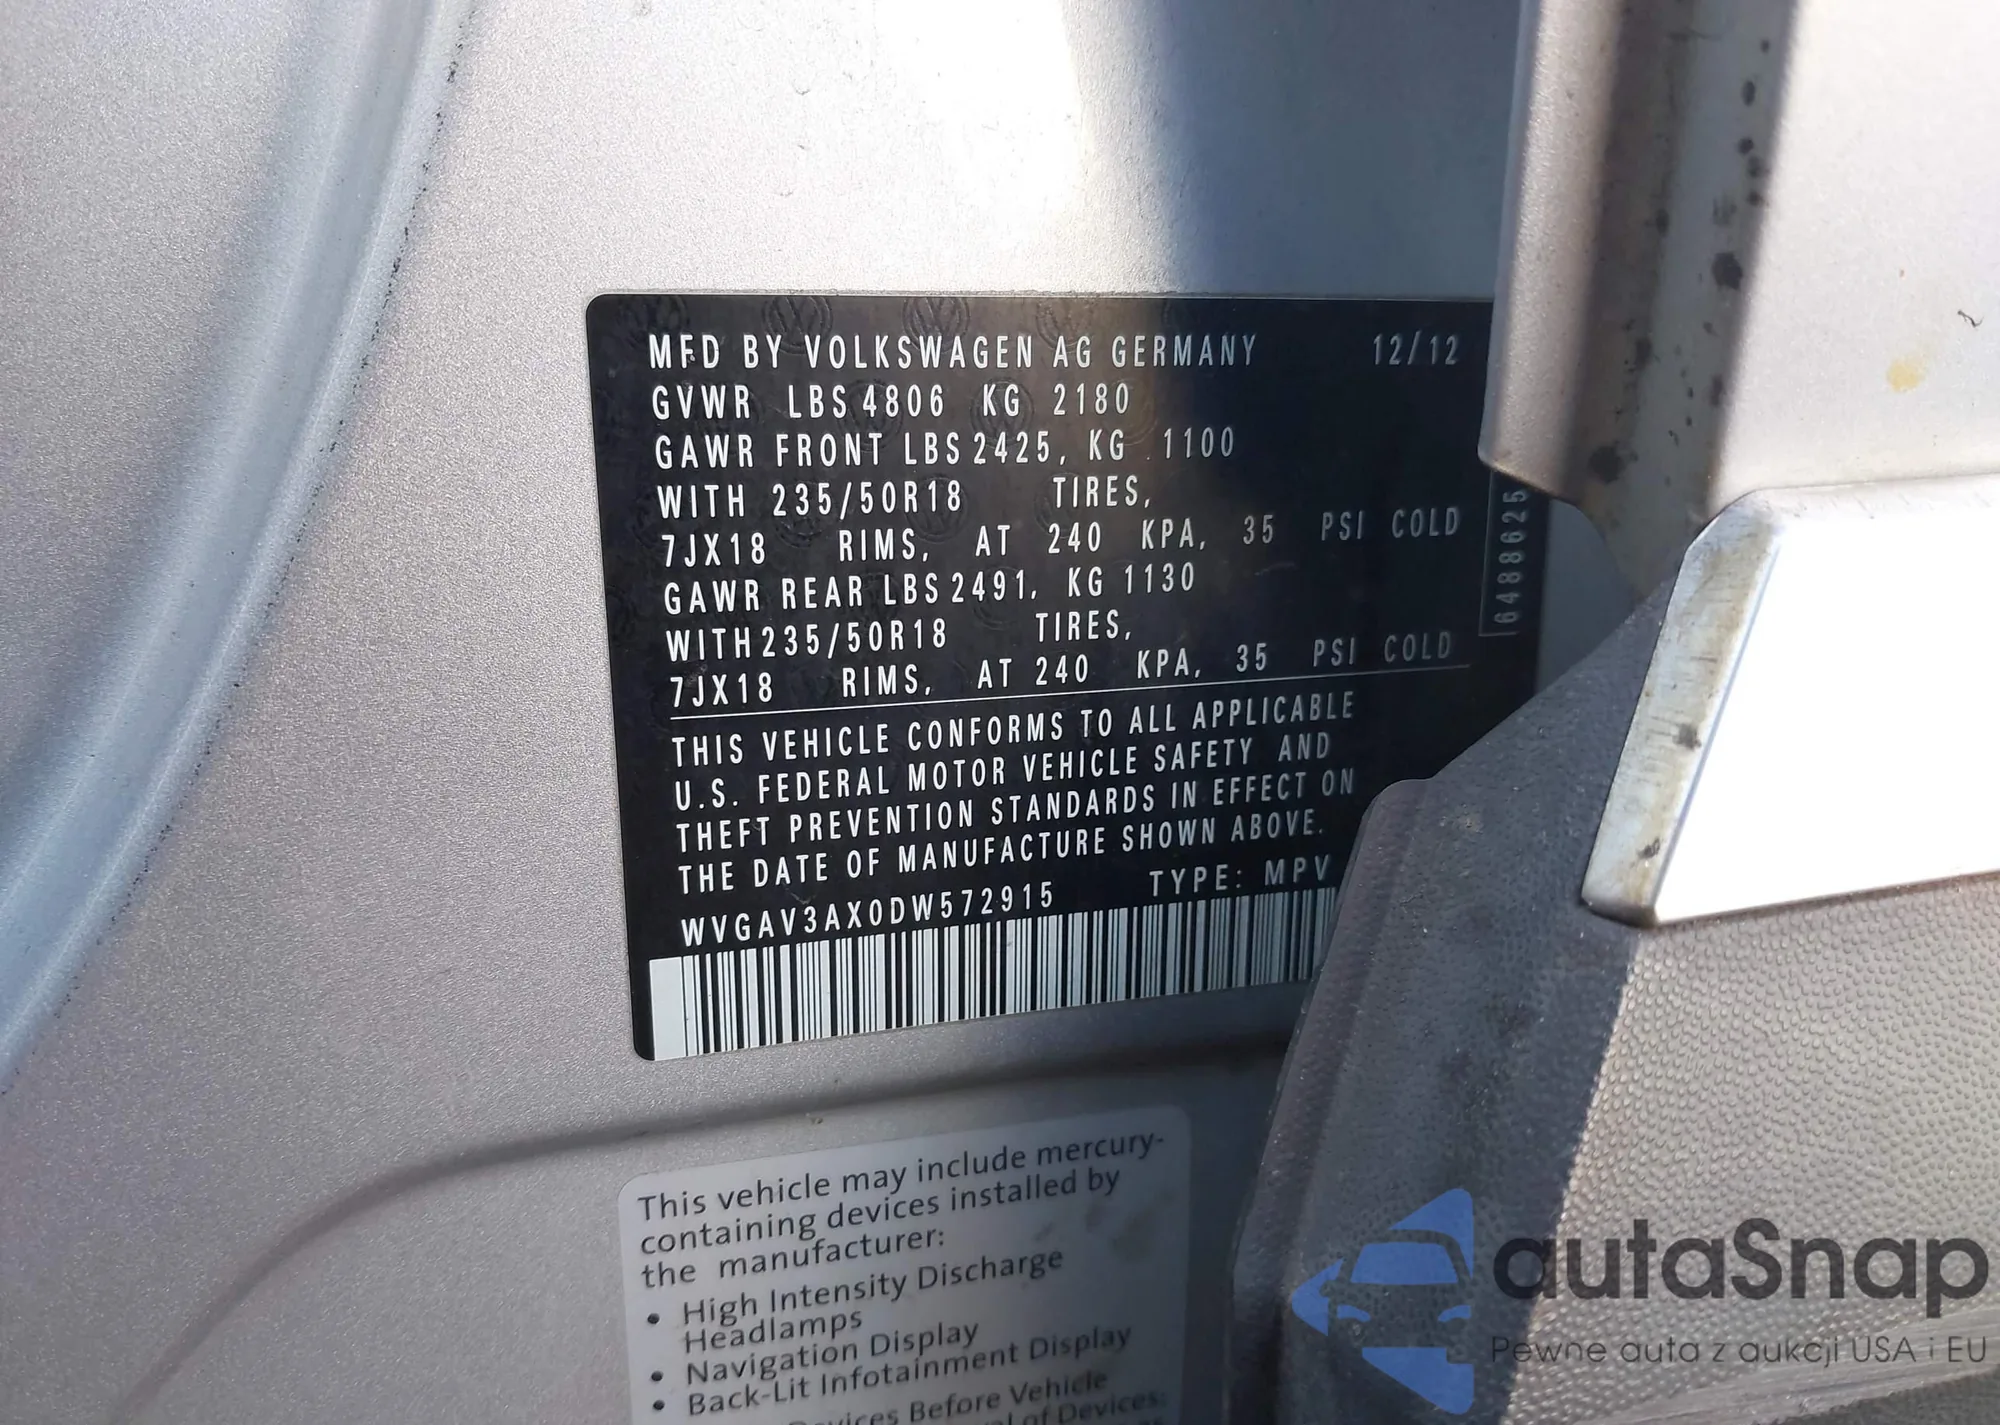 MFD BY VOLKSWAGEN AG GERMANY 12/12
GVWR LBS 4806 KG 2180
GAWR FRONT LBS 2425, KG 1100
WITH 235/50R18 TIRES,
7JX18 RIMS, AT 240 KPA, 35 PSI COLD
GAWR REAR LBS 2491, KG 1130
WITH 235/50R18 TIRES,
7JX18 RIMS, AT 240 KPA, 35 PSI COLD
6488625
THIS VEHICLE CONFORMS TO ALL APPLICABLE
U.S. FEDERAL MOTOR VEHICLE SAFETY AND
THEFT PREVENTION STANDARDS IN EFFECT ON
THE DATE OF MANUFACTURE SHOWN ABOVE.
WVGAV3AX0DW572915 TYPE: MPV
This vehicle may include mercury-
containing devices installed by
the manufacturer:
• High Intensity Discharge
Headlamps
• Navigation Display
• Back-Lit Infotainment Display
Devices Before Vehicle
of Devices:
autaSnap
Pewne auta z aukcji USA i EU